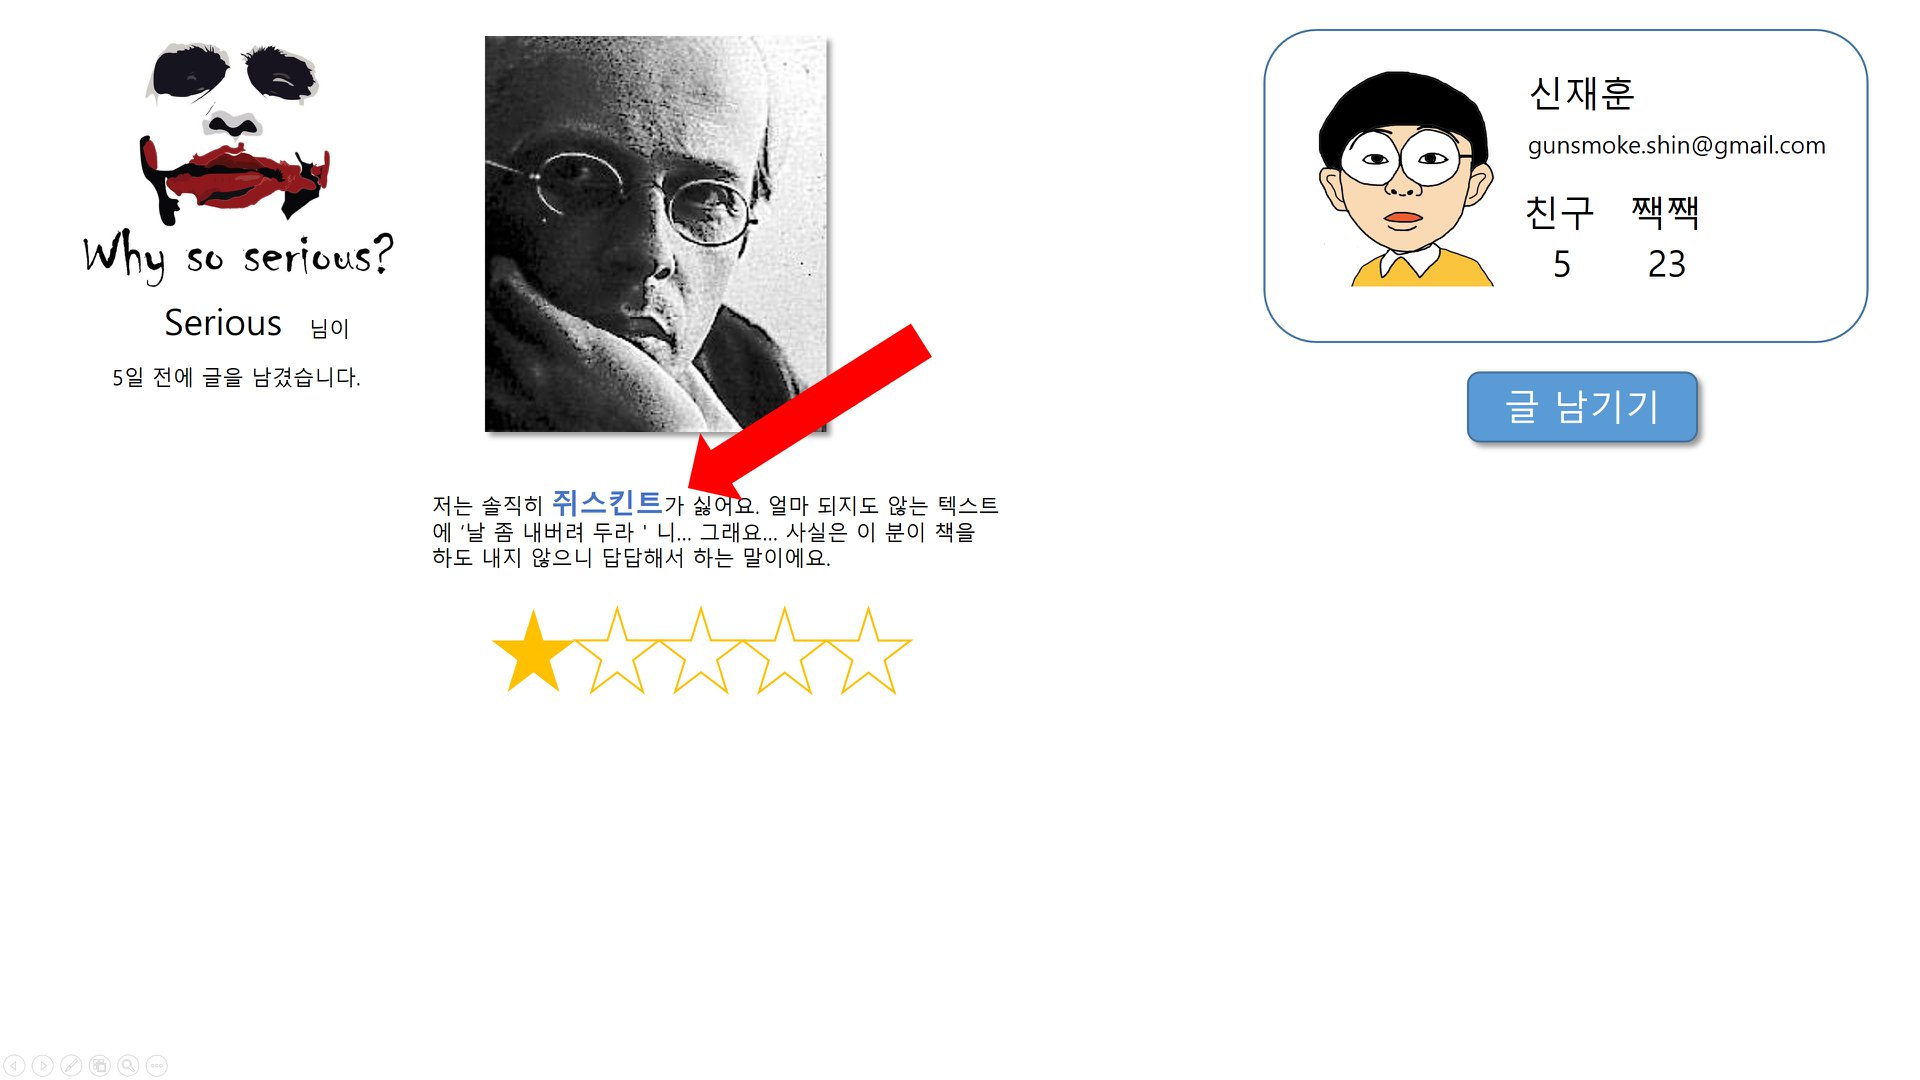 Why so serious?
Serious 님이
5일 전에 글을 남겼습니다.
저는 솔직히 쥐스킨트가 싫어요. 얼마 되지도 않는 텍스트
에 '날 좀 내버려 두라 ' 니... 그래요... 사실은 이 분이 책을
하도 내지 않으니 답답해서 하는 말이에요.
신재훈
gunsmoke.shin@gmail.com
친구 짹짹
5 23
글 남기기